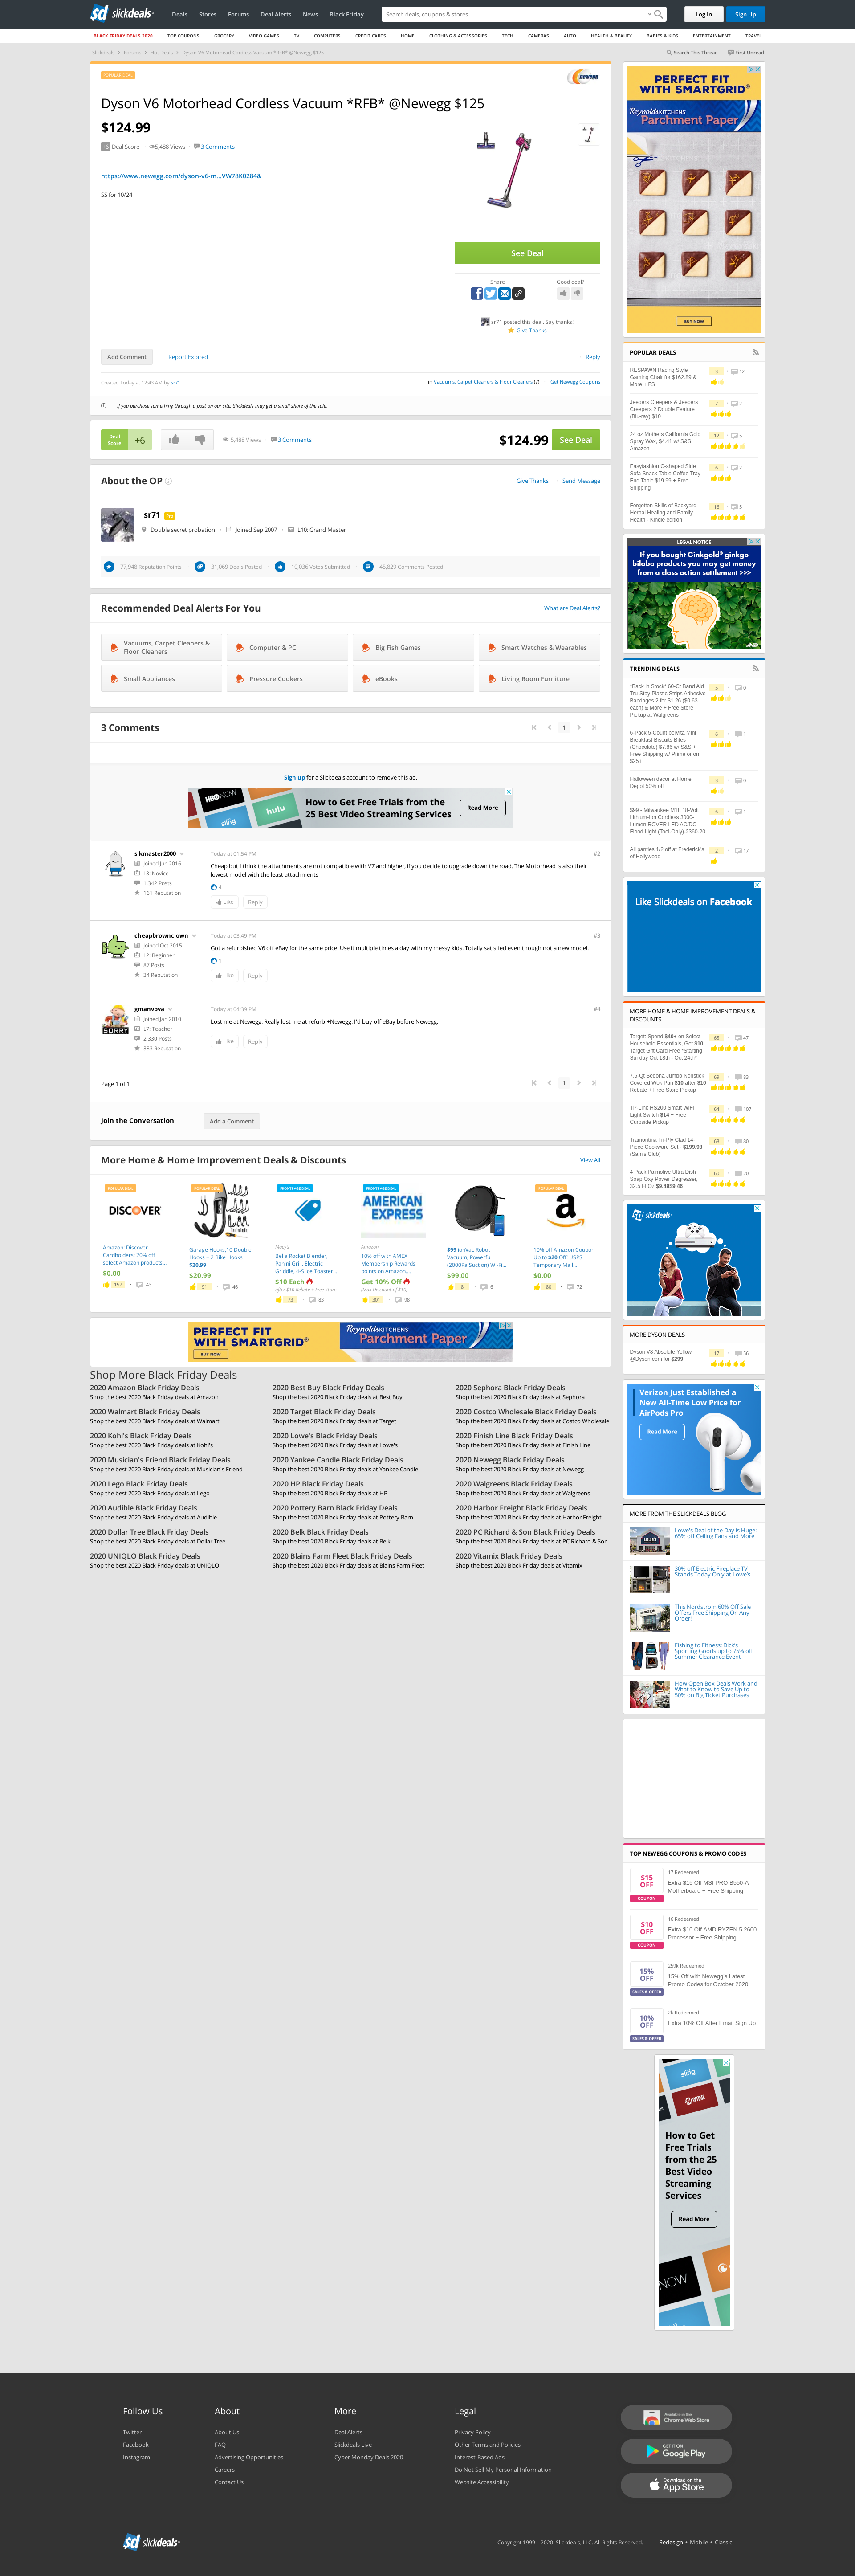 slickdeals
Deals Stores Forums Deal Alerts News Black Friday
Search deals, coupons & stores
Log In Sign Up
BLACK FRIDAY DEALS 2020 TOP COUPONS GROCERY VIDEO GAMES TV COMPUTERS CREDIT CARDS HOME CLOTHING & ACCESSORIES TECH CAMERAS AUTO HEALTH & BEAUTY BABIES & KIDS ENTERTAINMENT TRAVEL
Slickdeals Forums Hot Deals Dyson V6 Motorhead Cordless Vacuum *RFB* @Newegg $125
Search This Thread First Unread
POPULAR DEAL
newegg
Dyson V6 Motorhead Cordless Vacuum *RFB* @Newegg $125
$124.99
+6 Deal Score 5,488 Views 3 Comments
https://www.newegg.com/dyson-v6-m...VW78K0284&
SS for 10/24
See Deal
Share Good deal?
sr71 posted this deal. Say thanks!
Give Thanks
Add Comment Report Expired Reply
Created Today at 12:43 AM by sr71
in Vacuums, Carpet Cleaners & Floor Cleaners (7) Get Newegg Coupons
If you purchase something through a post on our site, Slickdeals may get a small share of the sale.
Deal Score +6 5,488 Views 3 Comments $124.99 See Deal
About the OP
Give Thanks Send Message
sr71 Pro
Double secret probation Joined Sep 2007 L10: Grand Master
77,948 Reputation Points 31,069 Deals Posted 10,036 Votes Submitted 45,829 Comments Posted
Recommended Deal Alerts For You
What are Deal Alerts?
Vacuums, Carpet Cleaners & Floor Cleaners
Computer & PC
Big Fish Games
Smart Watches & Wearables
Small Appliances
Pressure Cookers
eBooks
Living Room Furniture
3 Comments
1
Sign up for a Slickdeals account to remove this ad.
HBO NOW hulu sling
How to Get Free Trials from the
25 Best Video Streaming Services
Read More
slkmaster2000
Joined Jun 2016
L3: Novice
1,342 Posts
161 Reputation
Today at 01:54 PM #2
Cheap but I think the attachments are not compatible with V7 and higher, if you decide to upgrade down the road. The Motorhead is also their
lowest model with the least attachments
4
Like Reply
cheapbrownclown
Joined Oct 2015
L2: Beginner
87 Posts
34 Reputation
Today at 03:49 PM #3
Got a refurbished V6 off eBay for the same price. Use it multiple times a day with my messy kids. Totally satisfied even though not a new model.
1
Like Reply
SORRY
gmanvbva
Joined Jan 2010
L7: Teacher
2,330 Posts
383 Reputation
Today at 04:39 PM #4
Lost me at Newegg. Really lost me at refurb->Newegg. I'd buy off eBay before Newegg.
Like Reply
Page 1 of 1
1
Join the Conversation
Add a Comment
More Home & Home Improvement Deals & Discounts
View All
POPULAR DEAL
DISCOVER
Amazon: Discover
Cardholders: 20% off
select Amazon products...
$0.00
157 43
POPULAR DEAL
Garage Hooks,10 Double
Hooks + 2 Bike Hooks
$20.99
$20.99
91 46
FRONTPAGE DEAL
Macy's
Bella Rocket Blender,
Panini Grill, Electric
Griddle, 4-Slice Toaster...
$10 Each
after $10 Rebate + Free Store
73 83
FRONTPAGE DEAL
AMERICAN EXPRESS
Amazon
10% off with AMEX
Membership Rewards
points on Amazon...
Get 10% Off
(Max Discount of $10)
301 98
$99 ionVac Robot
Vacuum, Powerful
(2000Pa Suction) Wi-Fi...
$99.00
8 6
POPULAR DEAL
10% off Amazon Coupon
Up to $20 Off! USPS
Temporary Mail...
$0.00
80 72
PERFECT FIT
WITH SMARTGRID®
BUY NOW
Reynolds KITCHENS
Parchment Paper
Shop More Black Friday Deals
2020 Amazon Black Friday Deals
Shop the best 2020 Black Friday deals at Amazon
2020 Best Buy Black Friday Deals
Shop the best 2020 Black Friday deals at Best Buy
2020 Sephora Black Friday Deals
Shop the best 2020 Black Friday deals at Sephora
2020 Walmart Black Friday Deals
Shop the best 2020 Black Friday deals at Walmart
2020 Target Black Friday Deals
Shop the best 2020 Black Friday deals at Target
2020 Costco Wholesale Black Friday Deals
Shop the best 2020 Black Friday deals at Costco Wholesale
2020 Kohl's Black Friday Deals
Shop the best 2020 Black Friday deals at Kohl's
2020 Lowe's Black Friday Deals
Shop the best 2020 Black Friday deals at Lowe's
2020 Finish Line Black Friday Deals
Shop the best 2020 Black Friday deals at Finish Line
2020 Musician's Friend Black Friday Deals
Shop the best 2020 Black Friday deals at Musician's Friend
2020 Yankee Candle Black Friday Deals
Shop the best 2020 Black Friday deals at Yankee Candle
2020 Newegg Black Friday Deals
Shop the best 2020 Black Friday deals at Newegg
2020 Lego Black Friday Deals
Shop the best 2020 Black Friday deals at Lego
2020 HP Black Friday Deals
Shop the best 2020 Black Friday deals at HP
2020 Walgreens Black Friday Deals
Shop the best 2020 Black Friday deals at Walgreens
2020 Audible Black Friday Deals
Shop the best 2020 Black Friday deals at Audible
2020 Pottery Barn Black Friday Deals
Shop the best 2020 Black Friday deals at Pottery Barn
2020 Harbor Freight Black Friday Deals
Shop the best 2020 Black Friday deals at Harbor Freight
2020 Dollar Tree Black Friday Deals
Shop the best 2020 Black Friday deals at Dollar Tree
2020 Belk Black Friday Deals
Shop the best 2020 Black Friday deals at Belk
2020 PC Richard & Son Black Friday Deals
Shop the best 2020 Black Friday deals at PC Richard & Son
2020 UNIQLO Black Friday Deals
Shop the best 2020 Black Friday deals at UNIQLO
2020 Blains Farm Fleet Black Friday Deals
Shop the best 2020 Black Friday deals at Blains Farm Fleet
2020 Vitamix Black Friday Deals
Shop the best 2020 Black Friday deals at Vitamix
PERFECT FIT
WITH SMARTGRID®
Reynolds KITCHENS
Parchment Paper
BUY NOW
POPULAR DEALS
RESPAWN Racing Style
Gaming Chair for $162.89 &
More + FS
3 12
Jeepers Creepers & Jeepers
Creepers 2 Double Feature
(Blu-ray) $10
7 2
24 oz Mothers California Gold
Spray Wax, $4.41 w/ S&S,
Amazon
12 5
Easyfashion C-shaped Side
Sofa Snack Table Coffee Tray
End Table $19.99 + Free
Shipping
6 2
Forgotten Skills of Backyard
Herbal Healing and Family
Health - Kindle edition
16 5
LEGAL NOTICE
If you bought Ginkgold® ginkgo
biloba products you may get money
from a class action settlement >>>
JND
TRENDING DEALS
*Back in Stock* 60-Ct Band Aid
Tru-Stay Plastic Strips Adhesive
Bandages 2 for $1.26 ($0.63
each) & More + Free Store
Pickup at Walgreens
5 0
6-Pack 5-Count belVita Mini
Breakfast Biscuits Bites
(Chocolate) $7.86 w/ S&S +
Free Shipping w/ Prime or on
$25+
6 1
Halloween decor at Home
Depot 50% off
3 0
$99 - Milwaukee M18 18-Volt
Lithium-Ion Cordless 3000-
Lumen ROVER LED AC/DC
Flood Light (Tool-Only)-2360-20
6 1
All panties 1/2 off at Frederick's
of Hollywood
2 17
Like Slickdeals on Facebook
MORE HOME & HOME IMPROVEMENT DEALS &
DISCOUNTS
Target: Spend $40+ on Select
Household Essentials, Get $10
Target Gift Card Free *Starting
Sunday Oct 18th - Oct 24th*
65 47
7.5-Qt Sedona Jumbo Nonstick
Covered Wok Pan $10 after $10
Rebate + Free Store Pickup
69 83
TP-Link HS200 Smart WiFi
Light Switch $14 + Free
Curbside Pickup
64 107
Tramontina Tri-Ply Clad 14-
Piece Cookware Set - $199.98
(Sam's Club)
68 80
4 Pack Palmolive Ultra Dish
Soap Oxy Power Degreaser,
32.5 Fl Oz $9.49$9.46
60 20
slickdeals
MORE DYSON DEALS
Dyson V8 Absolute Yellow
@Dyson.com for $299
17 56
Verizon Just Established a
New All-Time Low Price for
AirPods Pro
Read More
MORE FROM THE SLICKDEALS BLOG
Lowe's Deal of the Day is Huge:
65% off Ceiling Fans and More
30% off Electric Fireplace TV
Stands Today Only at Lowe's
This Nordstrom 60% Off Sale
Offers Free Shipping On Any
Order!
Fishing to Fitness: Dick's
Sporting Goods up to 75% off
Summer Clearance Event
How Open Box Deals Work and
What to Know to Save Up to
50% on Big Ticket Purchases
TOP NEWEGG COUPONS & PROMO CODES
$15 OFF
COUPON
17 Redeemed
Extra $15 Off MSI PRO B550-A
Motherboard + Free Shipping
$10 OFF
COUPON
16 Redeemed
Extra $10 Off AMD RYZEN 5 2600
Processor + Free Shipping
15% OFF
SALES & OFFER
259k Redeemed
15% Off with Newegg's Latest
Promo Codes for October 2020
10% OFF
SALES & OFFER
2k Redeemed
Extra 10% Off After Email Sign Up
sling
SHOWTIME
How to Get
Free Trials
from the 25
Best Video
Streaming
Services
Read More
NOW
hulu
sling
Follow Us
Twitter
Facebook
Instagram
About
About Us
FAQ
Advertising Opportunities
Careers
Contact Us
More
Deal Alerts
Slickdeals Live
Cyber Monday Deals 2020
Legal
Privacy Policy
Other Terms and Policies
Interest-Based Ads
Do Not Sell My Personal Information
Website Accessibility
Available in the
Chrome Web Store
GET IT ON
Google Play
Download on the
App Store
slickdeals
Copyright 1999 - 2020. Slickdeals, LLC. All Rights Reserved. Redesign • Mobile • Classic